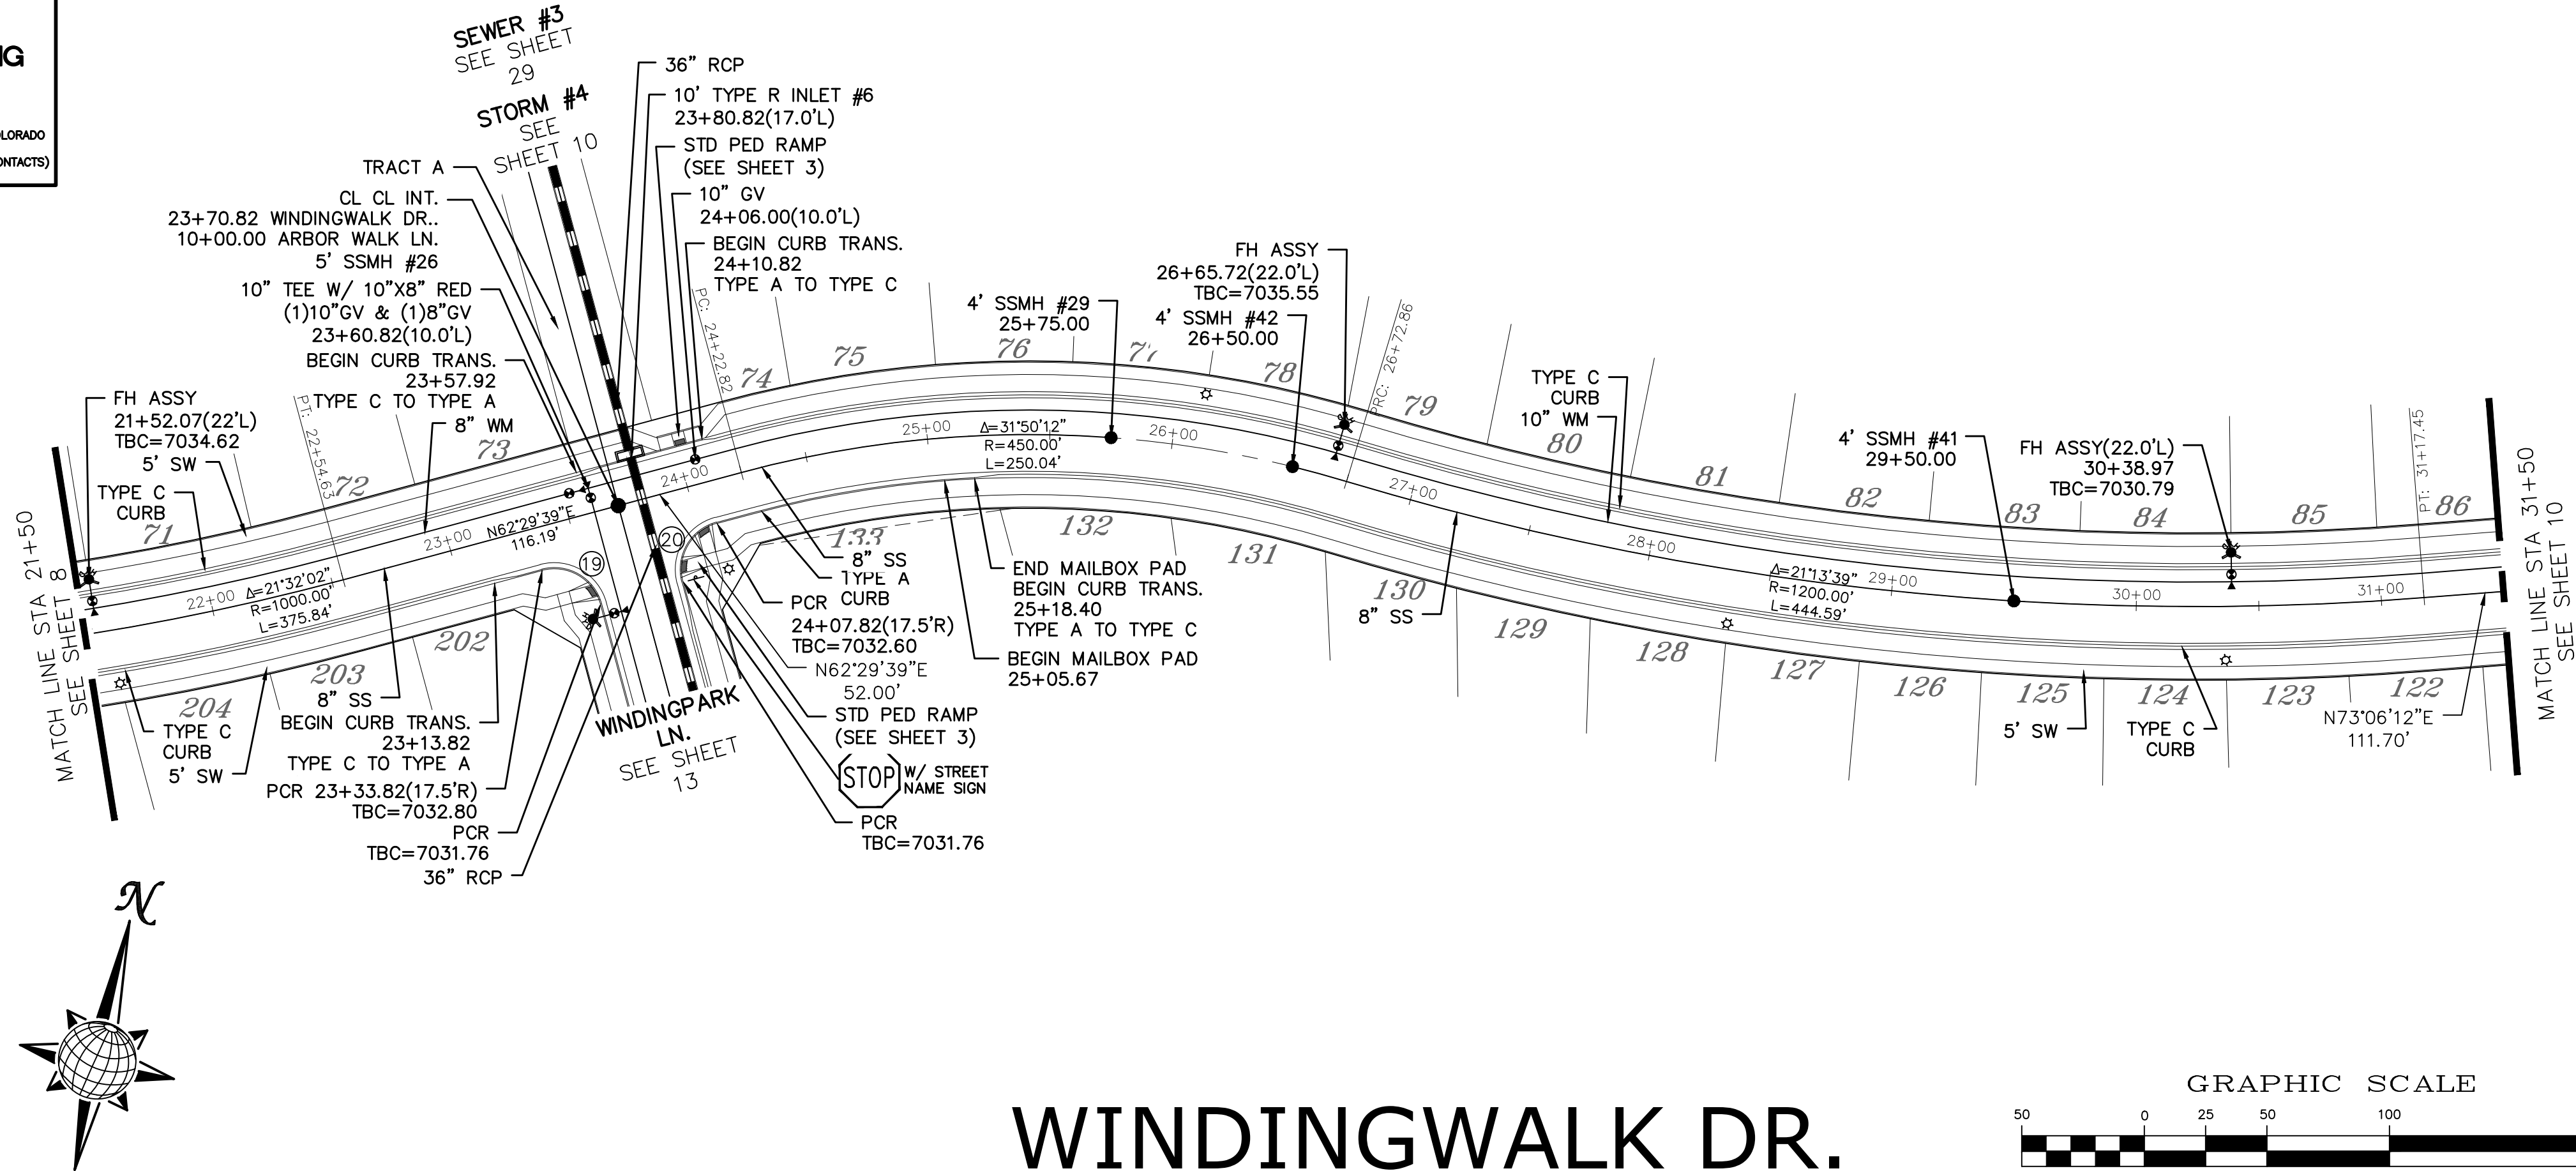 OLORADO
ONTACTS)
SEWER #3
SEE SHEET
29
STORM #4
SEE
SHEET 10
36" RCP
10' TYPE R INLET #6
23+80.82(17.0'L)
STD PED RAMP
(SEE SHEET 3)
10" GV
24+06.00(10.0'L)
BEGIN CURB TRANS.
24+10.82
TYPE A TO TYPE C
TRACT A
CL CL INT.
23+70.82 WINDINGWALK DR..
10+00.00 ARBOR WALK LN.
5' SSMH #26
10" TEE W/ 10"X8" RED
(1)10"GV & (1)8"GV
23+60.82(10.0'L)
BEGIN CURB TRANS.
23+57.92
TYPE C TO TYPE A
8" WM
FH ASSY
21+52.07(22'L)
TBC=7034.62
5' SW
TYPE C
CURB
PT: 22+54.63
PC: 24+22.82
4' SSMH #29
25+75.00
FH ASSY
26+65.72(22.0'L)
TBC=7035.55
4' SSMH #42
26+50.00
PRC: 26+72.86
TYPE C
CURB
10" WM
4' SSMH #41
29+50.00
FH ASSY(22.0'L)
30+38.97
TBC=7030.79
PT: 31+17.45
71
72
73
74
75
76
77
78
79
80
81
82
83
84
85
86
MATCH LINE STA 21+50
SEE SHEET 8
MATCH LINE STA 31+50
SEE SHEET 10
22+00
23+00
24+00
25+00
26+00
27+00
28+00
29+00
30+00
31+00
Δ=21°32'02"
R=1000.00'
L=375.84'
N62°29'39"E
116.19'
Δ=31°50'12"
R=450.00'
L=250.04'
Δ=21°13'39"
R=1200.00'
L=444.59'
19
20
204
203
202
133
132
131
130
129
128
127
126
125
124
123
122
TYPE C
CURB
5' SW
8" SS
BEGIN CURB TRANS.
23+13.82
TYPE C TO TYPE A
PCR 23+33.82(17.5'R)
TBC=7032.80
PCR
TBC=7031.76
36" RCP
WINDINGPARK
LN.
SEE SHEET
13
8" SS
TYPE A
CURB
PCR
24+07.82(17.5'R)
TBC=7032.60
N62°29'39"E
52.00'
STD PED RAMP
(SEE SHEET 3)
STOP
W/ STREET
NAME SIGN
PCR
TBC=7031.76
END MAILBOX PAD
BEGIN CURB TRANS.
25+18.40
TYPE A TO TYPE C
BEGIN MAILBOX PAD
25+05.67
8" SS
5' SW
TYPE C
CURB
N73°06'12"E
111.70'
N
WINDINGWALK DR.
GRAPHIC SCALE
50 0 25 50 100